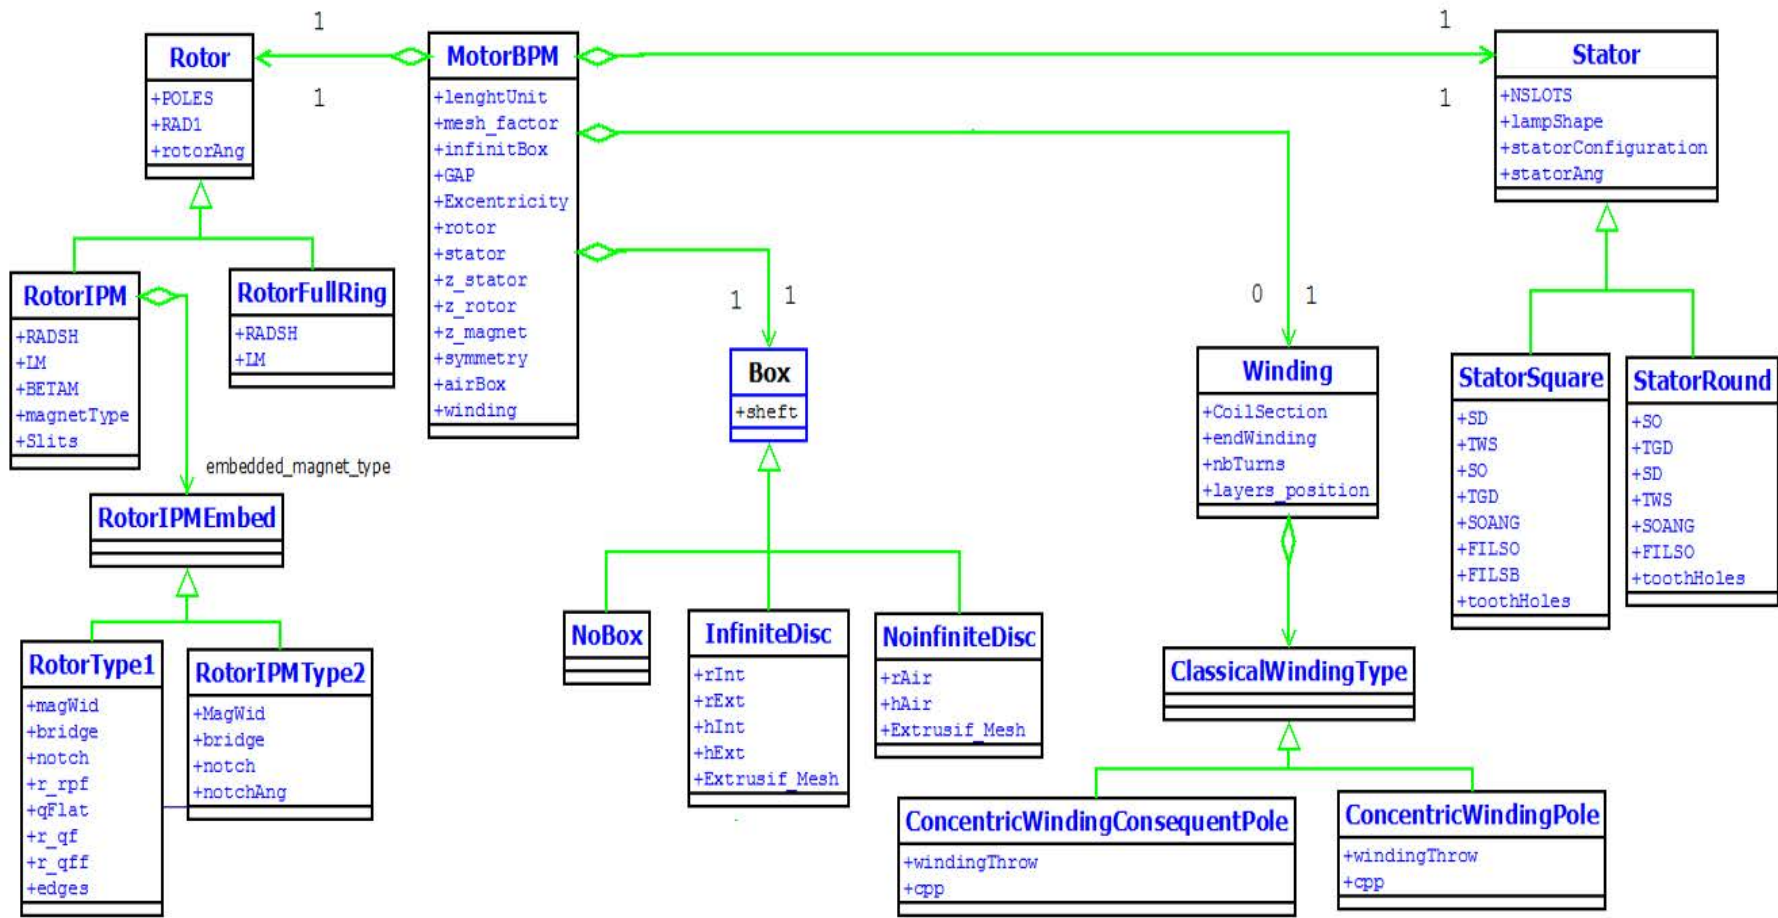 1
1
Rotor
+POLES
+RAD1
+rotorAng
MotorBPM
+lenghtUnit
+mesh_factor
+infinitBox
+GAP
+Excentricity
+rotor
+stator
+z_stator
+z_rotor
+z_magnet
+symmetry
+airBox
+winding
1
1
Stator
+NSLOTS
+lampShape
+statorConfiguration
+statorAng
RotorIPM
+RADSH
+LM
+BETAM
+magnetType
+Slits
RotorFullRing
+RADSH
+LM
embedded_magnet_type
RotorIPMEmbed
RotorType1
+magWid
+bridge
+notch
+r_rpf
+qFlat
+r_qf
+r_qff
+edges
RotorIPMType2
+MagWid
+bridge
+notch
+notchAng
1 1
Box
+sheft
NoBox
InfiniteDisc
+rInt
+rExt
+hInt
+hExt
+Extrusif_Mesh
NoinfiniteDisc
+rAir
+hAir
+Extrusif_Mesh
0 1
Winding
+CoilSection
+endWinding
+nbTurns
+layers_position
ClassicalWindingType
ConcentricWindingConsequentPole
+windingThrow
+cpp
ConcentricWindingPole
+windingThrow
+cpp
StatorSquare
+SD
+TWS
+SO
+TGD
+SOANG
+FILSO
+FILSB
+toothHoles
StatorRound
+SO
+TGD
+SD
+TWS
+SOANG
+FILSO
+toothHoles